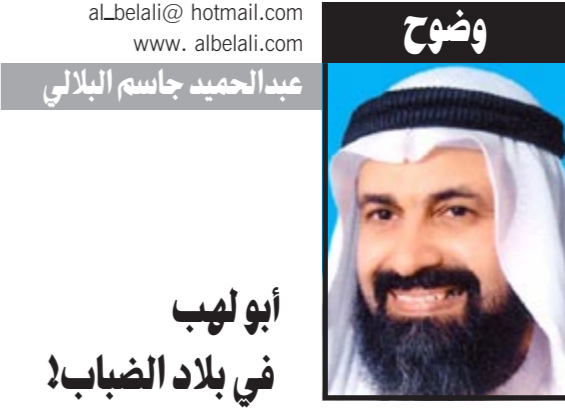 وضوح
al_belali@ hotmail.com
www. albelali.com
عبدالحميد جاسم البلالي
أبو لهب
في بلاد الضباب!